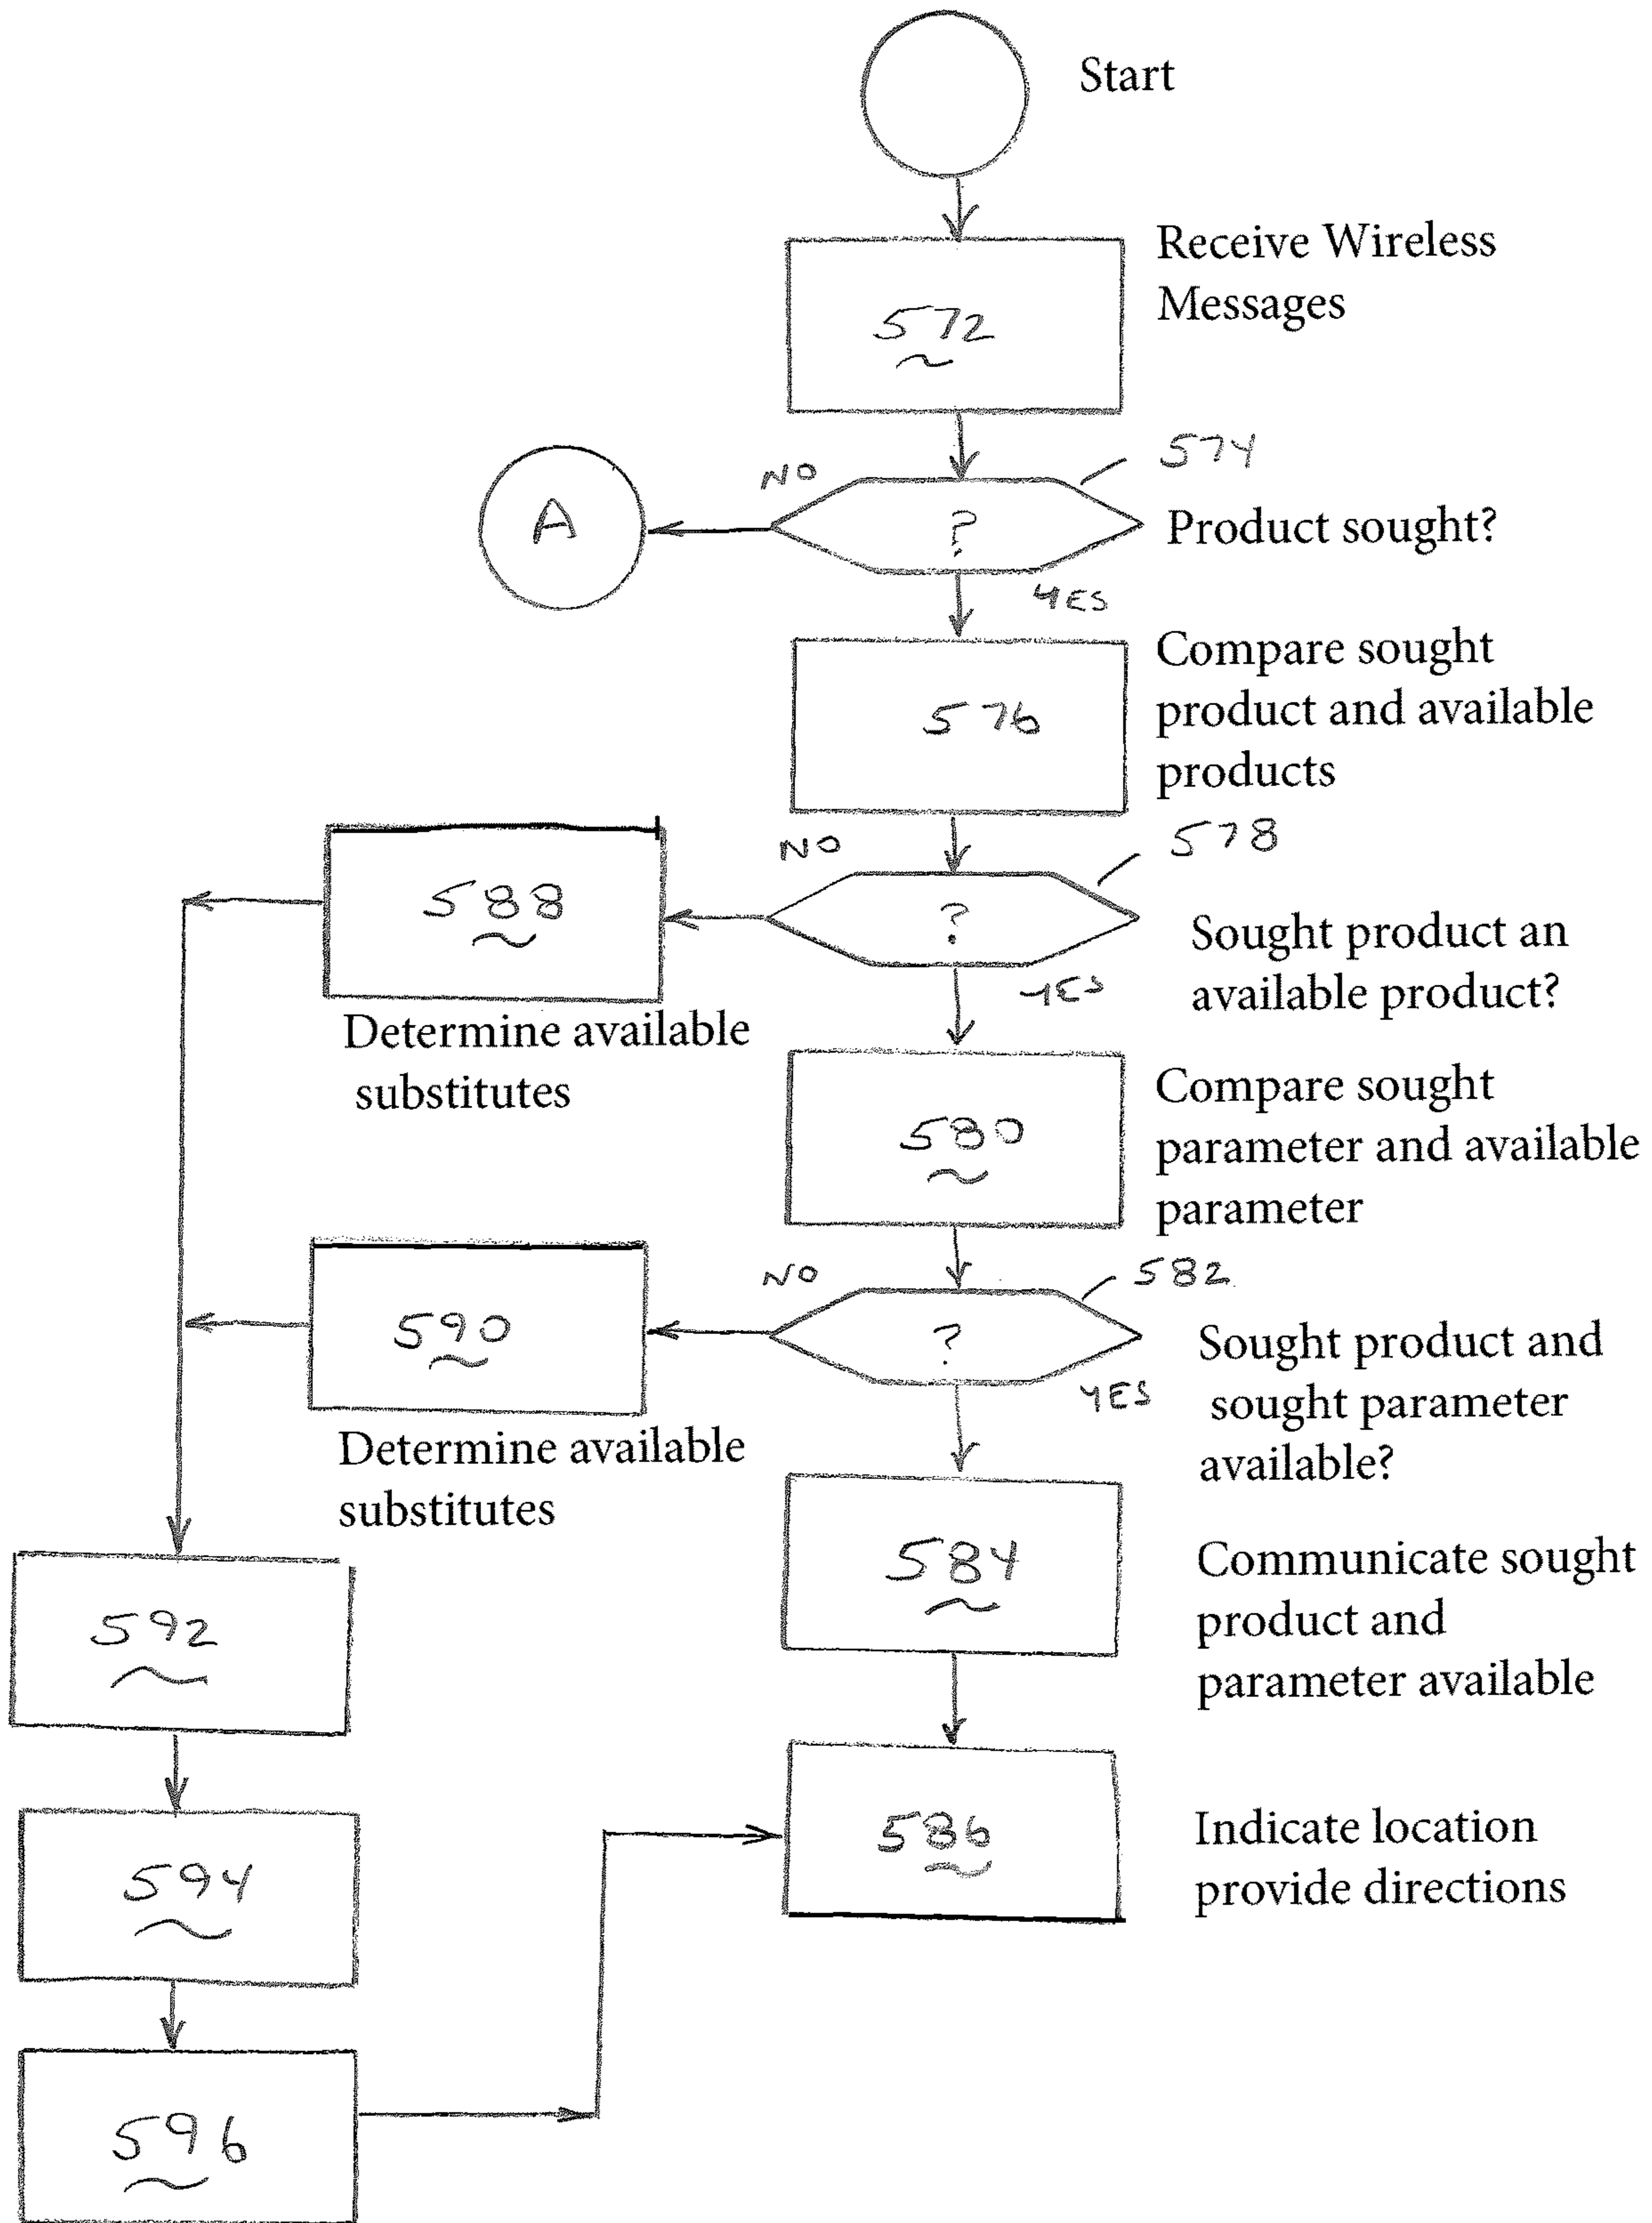 Start
Receive Wireless
Messages
572
574
NO
A
?
Product sought?
YES
Compare sought
product and available
products
576
578
NO
588
?
Sought product an
available product?
YES
Determine available
substitutes
Compare sought
parameter and available
parameter
580
582
NO
590
?
Sought product and
sought parameter
available?
YES
Determine available
substitutes
584
Communicate sought
product and
parameter available
592
586
Indicate location
provide directions
594
596